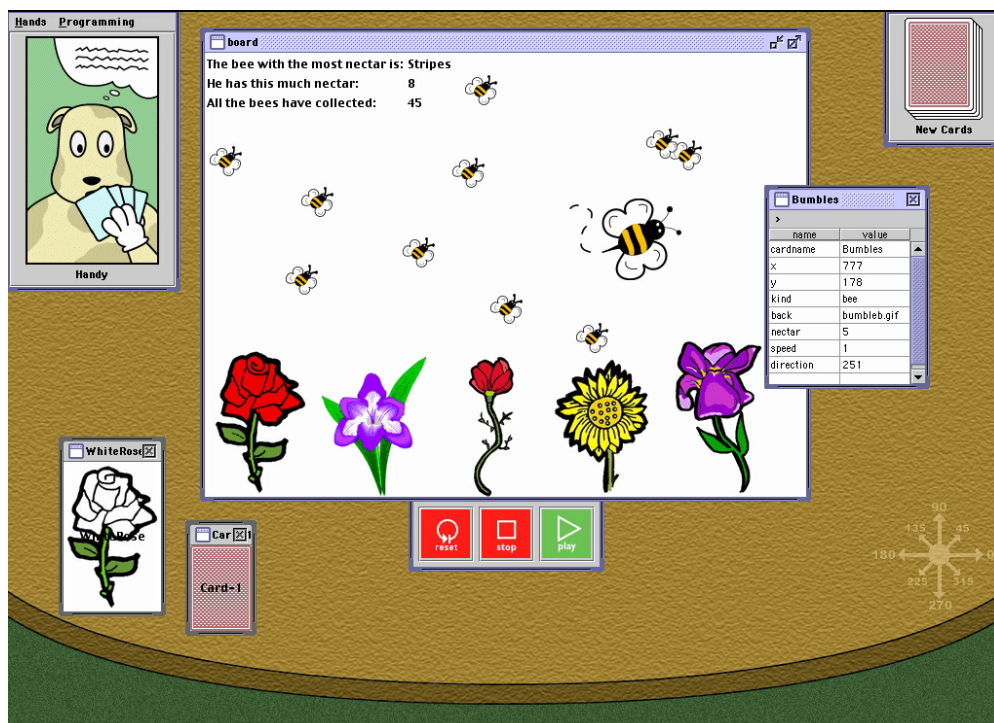 Hands Programming
Handy
board
The bee with the most nectar is: Stripes
He has this much nectar: 8
All the bees have collected: 45
New Cards
Bumbles
>
name value
cardname Bumbles
x 777
y 178
kind bee
back bumbleb.gif
nectar 5
speed 1
direction 251
WhiteRose
WhiteRose
Car 1
Card-1
reset stop play
90
135 45
180 0
225 315
270